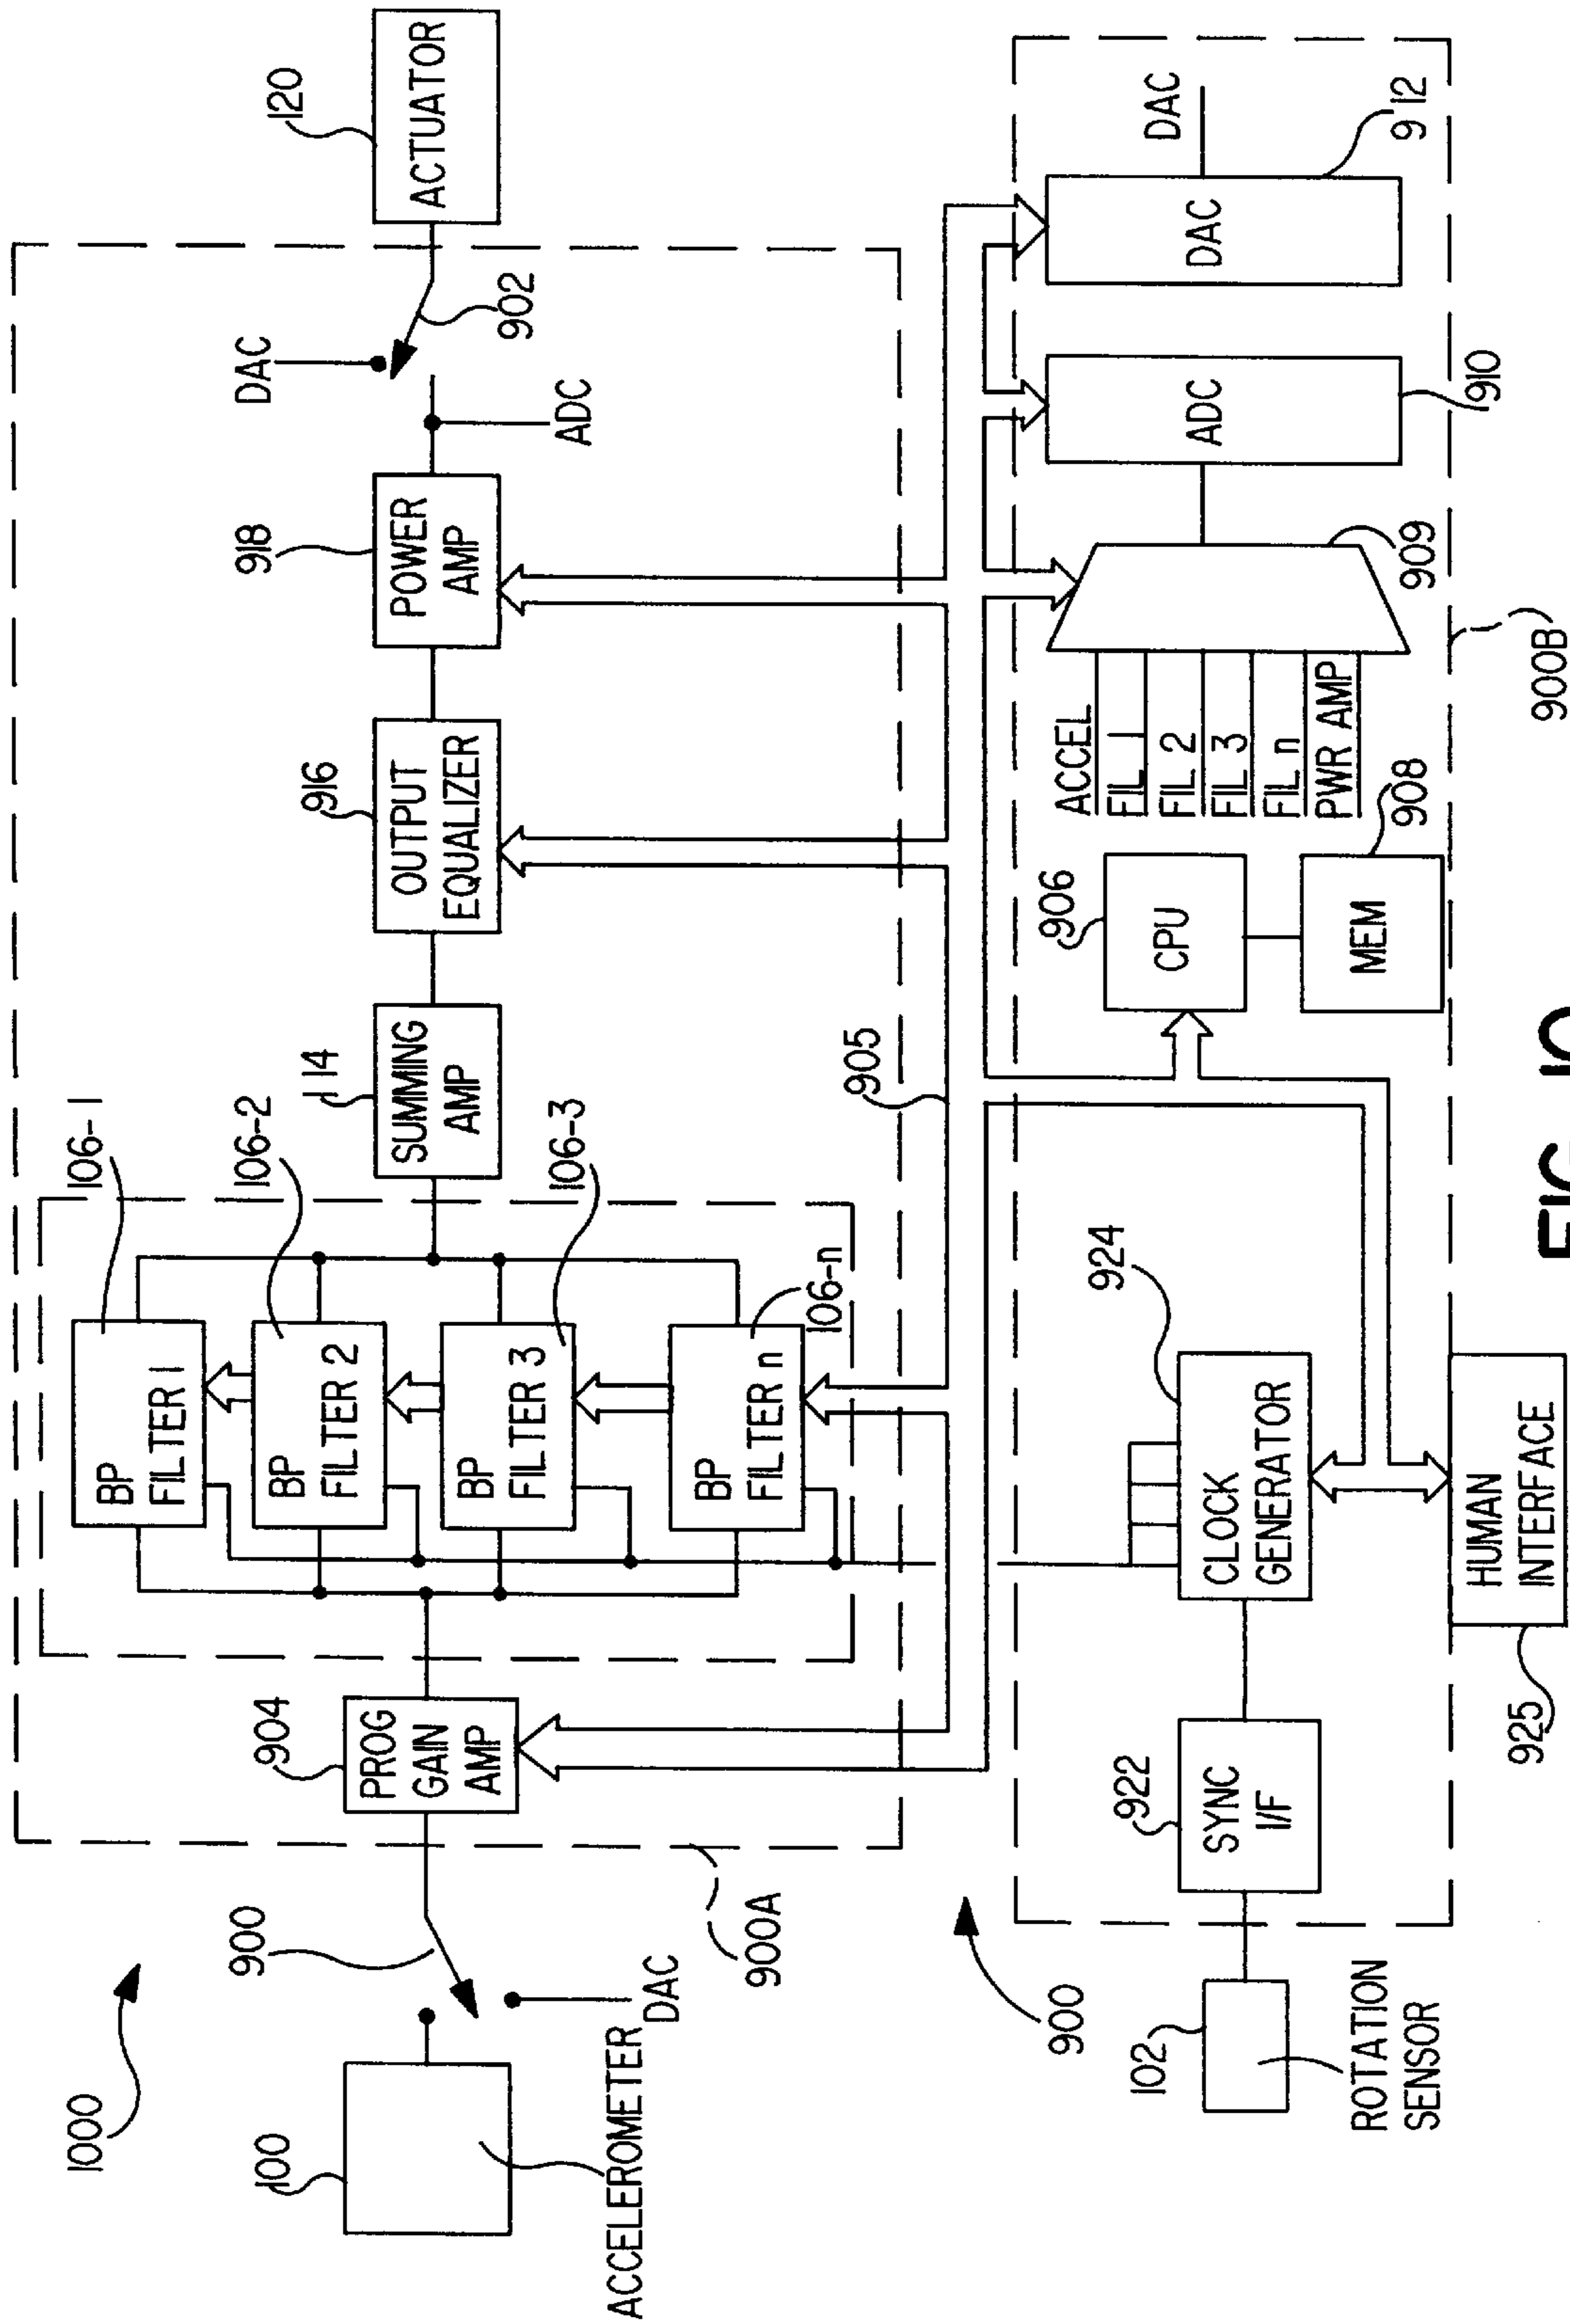 1000
100
ACCELEROMETER
900
DAC
900A
904
PROG
GAIN
AMP
BP
FILTER 1
106-1
BP
FILTER 2
106-2
BP
FILTER 3
106-3
BP
FILTER n
106-n
114
SUMMING
AMP
916
OUTPUT
EQUALIZER
918
POWER
AMP
ADC
DAC
902
120
ACTUATOR
905
900
102
ROTATION
SENSOR
922
SYNC
I/F
924
CLOCK
GENERATOR
925
HUMAN
INTERFACE
906
CPU
908
MEM
ACCEL
FIL 1
FIL 2
FIL 3
FIL n
PWR AMP
909
ADC
910
DAC
912
DAC
900B